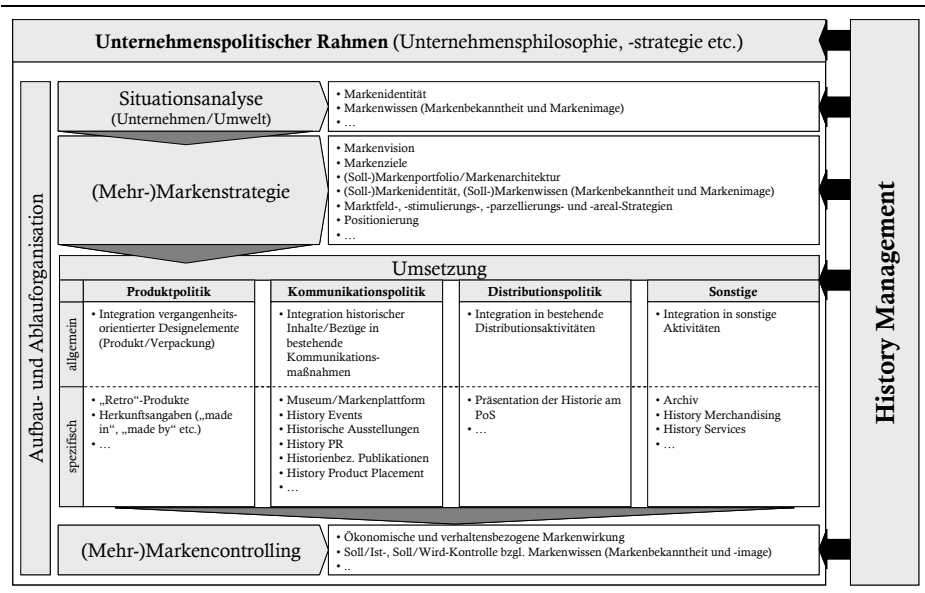 Unternehmenspolitischer Rahmen (Unternehmensphilosophie, -strategie etc.)
Aufbau- und Ablauforganisation
Situationsanalyse
(Unternehmen/Umwelt)
• Markenidentität
• Markenwissen (Markenbekanntheit und Markenimage)
• …
(Mehr-)Markenstrategie
• Markenvision
• Markenziele
• (Soll-)Markenportfolio/Markenarchitektur
• (Soll-)Markenidentität, (Soll-)Markenwissen (Markenbekanntheit und Markenimage)
• Marktfeld-, -stimulierungs-, -parzellierungs- und -areal-Strategien
• Positionierung
• …
Umsetzung
Produktpolitik
Kommunikationspolitik
Distributionspolitik
Sonstige
allgemein
• Integration vergangenheits-
orientierter Designelemente
(Produkt/Verpackung)
• Integration historischer
Inhalte/Bezüge in
bestehende
Kommunikations-
maßnahmen
• Integration in bestehende
Distributionsaktivitäten
• Integration in sonstige
Aktivitäten
spezifisch
• „Retro"-Produkte
• Herkunftsangaben („made
in", „made by" etc.)
• …
• Museum/Markenplattform
• History Events
• Historische Ausstellungen
• History PR
• Historienbez. Publikationen
• History Product Placement
• …
• Präsentation der Historie am
PoS
• …
• Archiv
• History Merchandising
• History Services
• …
(Mehr-)Markencontrolling
• Ökonomische und verhaltensbezogene Markenwirkung
• Soll/Ist-, Soll/Wird-Kontrolle bzgl. Markenwissen (Markenbekanntheit und -image)
• ..
History Management